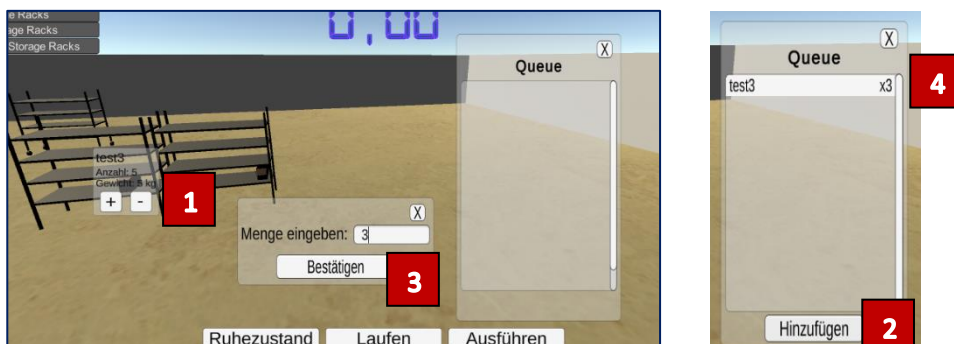 e Racks
age Racks
Storage Racks
0,00
X
Queue
test3
Anzahl: 5
Gewicht: 5 kg
+ -
1
X
Menge eingeben: 3
Bestätigen
3
Ruhezustand Laufen Ausführen
X
Queue
test3 x3
4
Hinzufügen
2